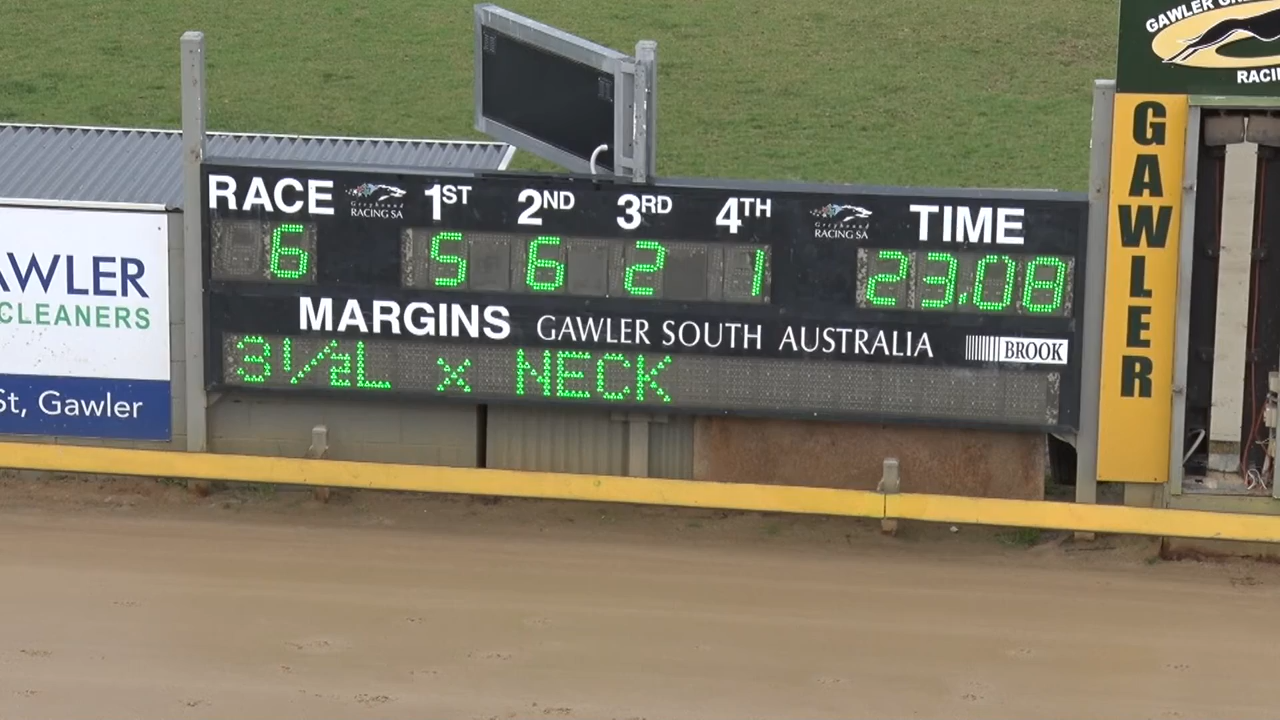 GAWLER
RACI
GAWLER
RACE
Greyhound
RACING SA
1ST
2ND
3RD
4TH
Greyhound
RACING SA
TIME
6
5
6
2
1
23.08
MARGINS
GAWLER SOUTH AUSTRALIA
BROOK
3½L x NECK
AWLER
CLEANERS
St, Gawler